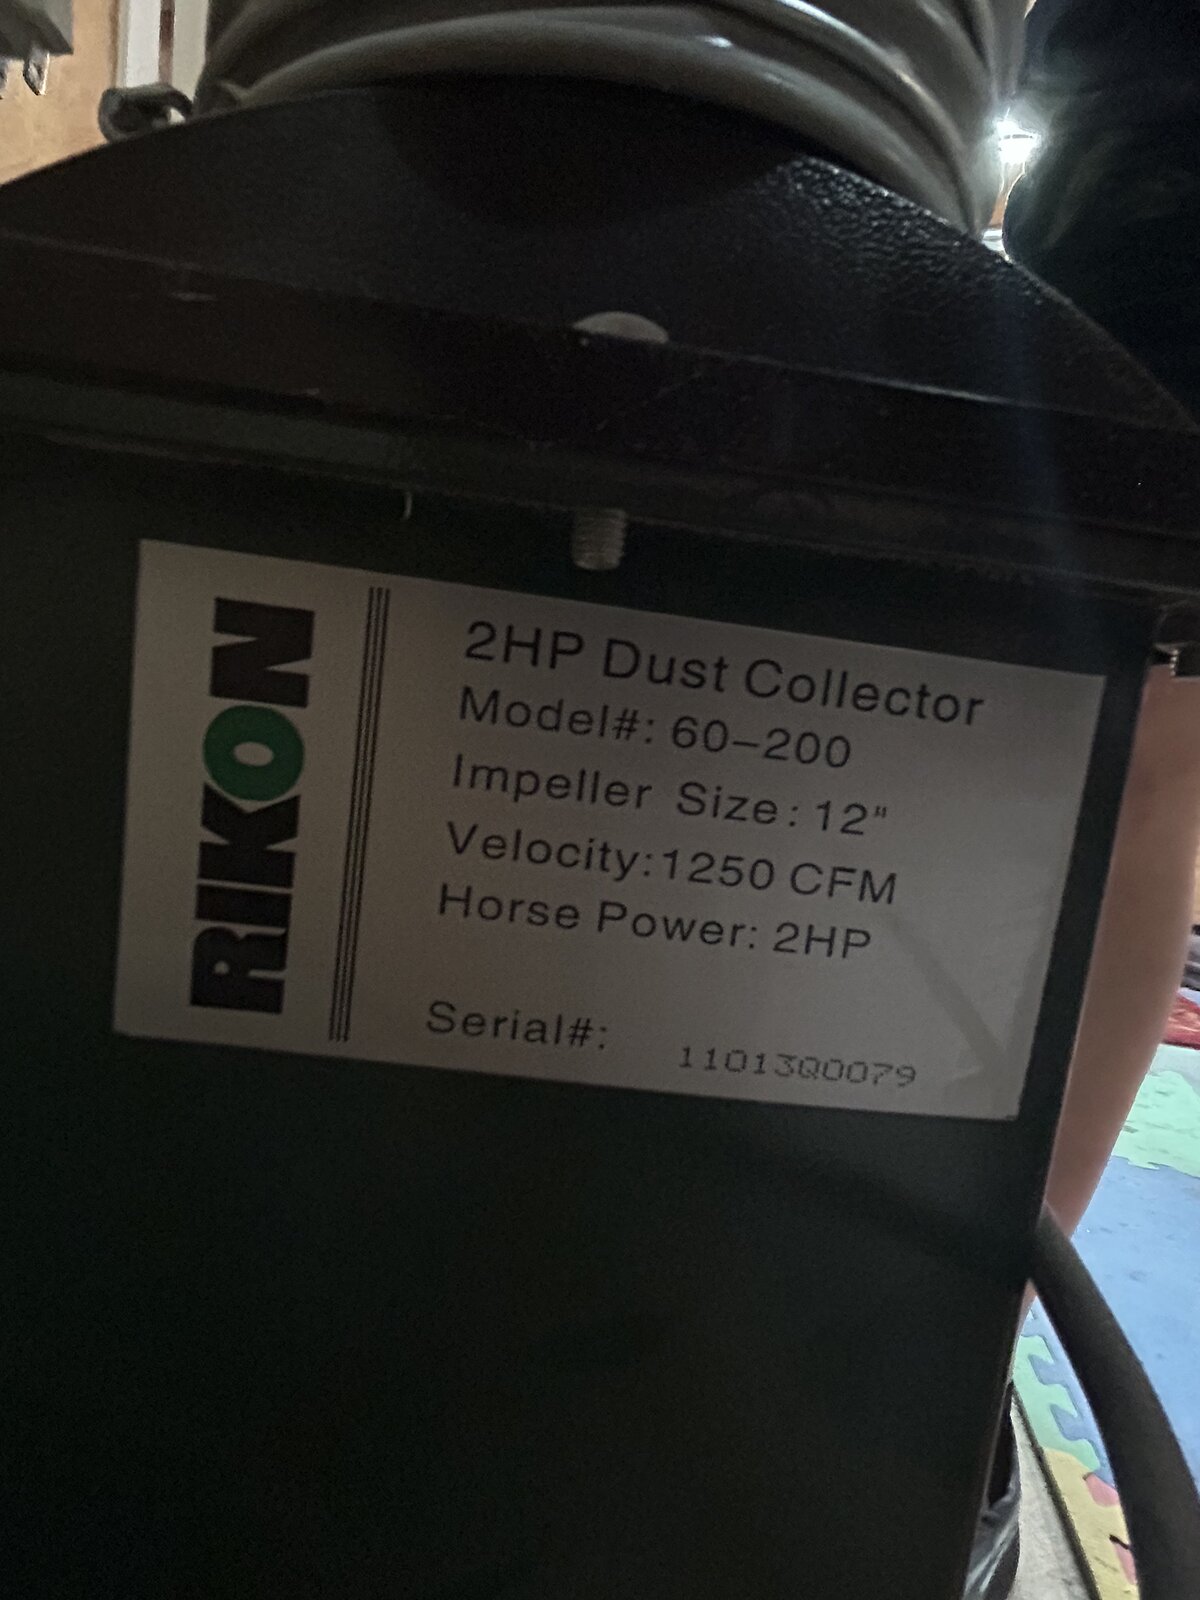 RIKON
2HP Dust Collector
Model#: 60-200
Impeller Size: 12"
Velocity:1250 CFM
Horse Power: 2HP
Serial#: 11013Q0079